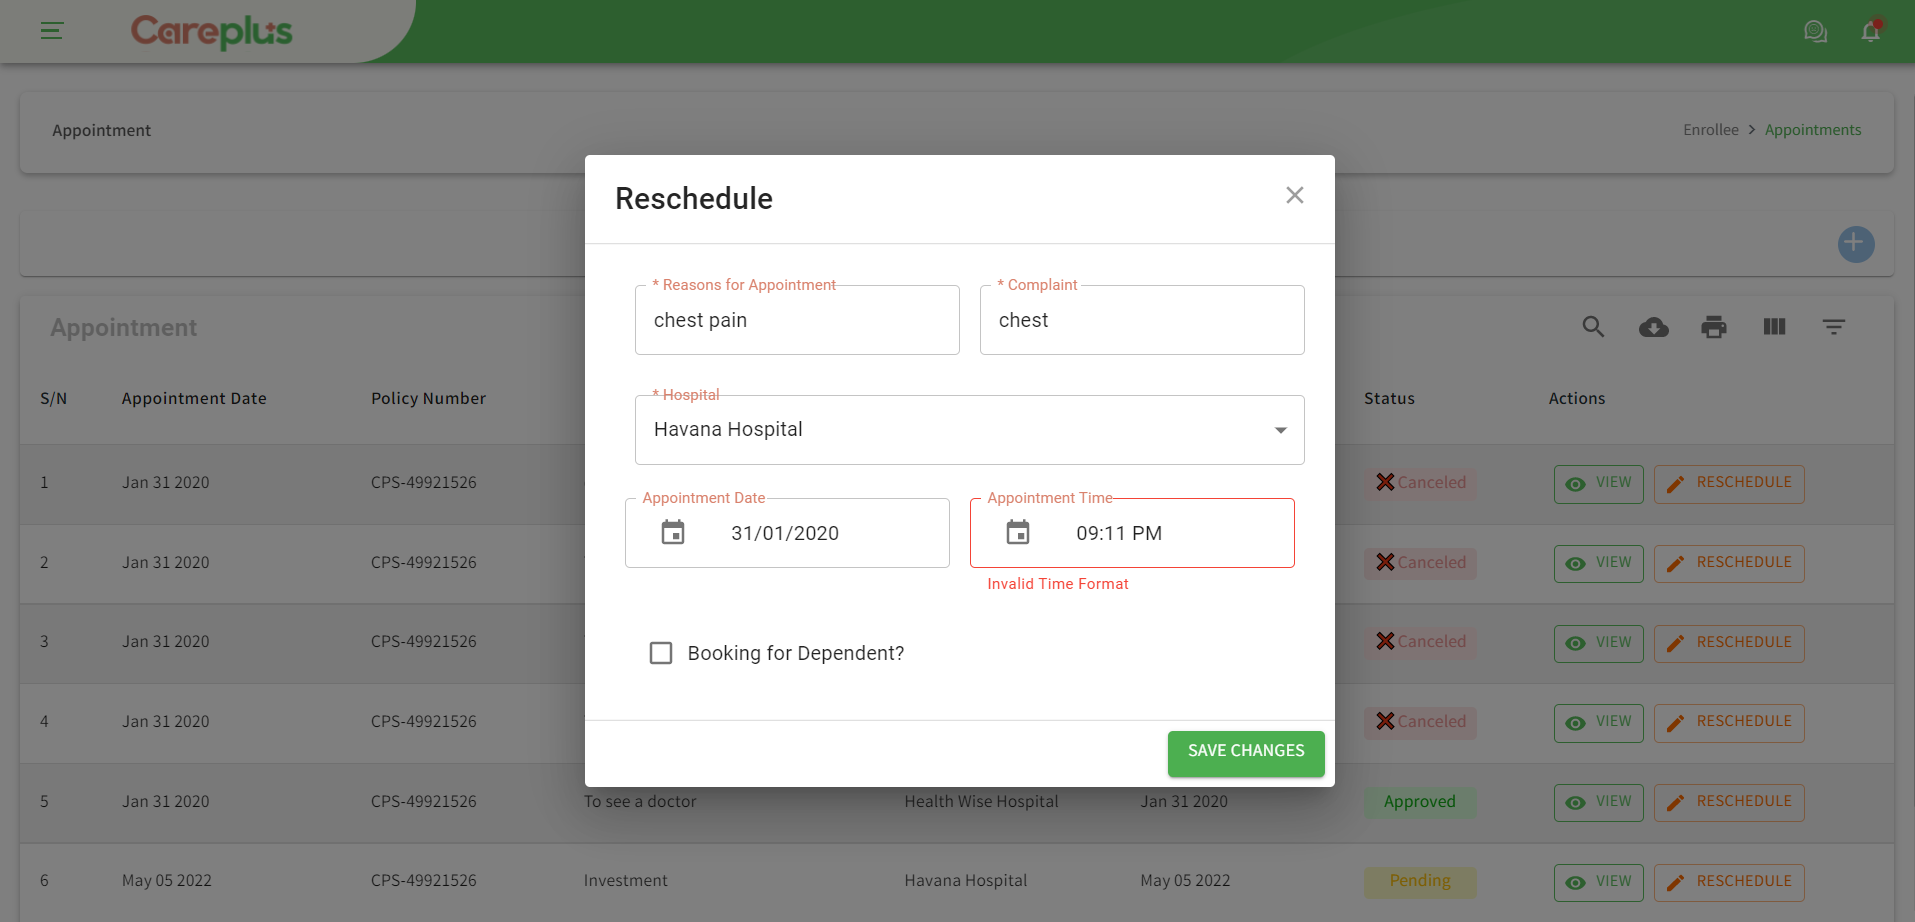 Careplus
Appointment
Enrollee > Appointments
Reschedule
* Reasons for Appointment
chest pain
* Complaint
chest
* Hospital
Havana Hospital
Appointment Date
31/01/2020
Appointment Time
09:11 PM
Invalid Time Format
Booking for Dependent?
SAVE CHANGES
Appointment
S/N Appointment Date Policy Number Status Actions
1 Jan 31 2020 CPS-49921526 Canceled VIEW RESCHEDULE
2 Jan 31 2020 CPS-49921526 Canceled VIEW RESCHEDULE
3 Jan 31 2020 CPS-49921526 Canceled VIEW RESCHEDULE
4 Jan 31 2020 CPS-49921526 Canceled VIEW RESCHEDULE
5 Jan 31 2020 CPS-49921526 To see a doctor Health Wise Hospital Jan 31 2020 Approved VIEW RESCHEDULE
6 May 05 2022 CPS-49921526 Investment Havana Hospital May 05 2022 Pending VIEW RESCHEDULE